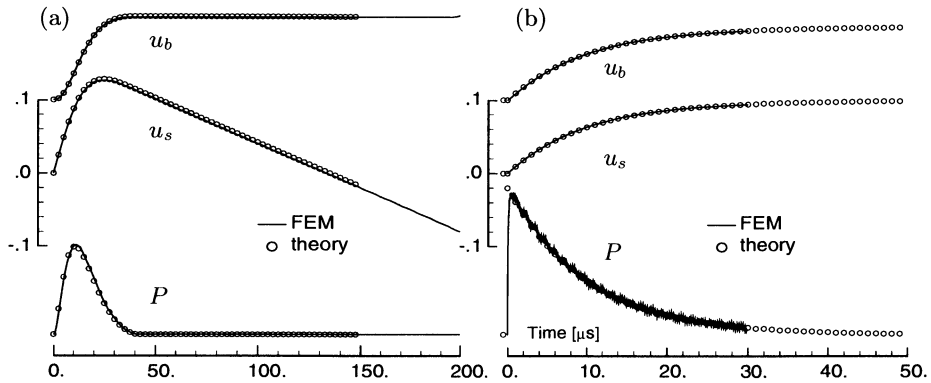 (a)
u_b
.1
u_s
.0
FEM
theory
-.1
P
0. 50. 100. 150. 200.
(b)
u_b
.1
u_s
.0
FEM
theory
-.1
P
Time [μs]
0. 10. 20. 30. 40. 50.